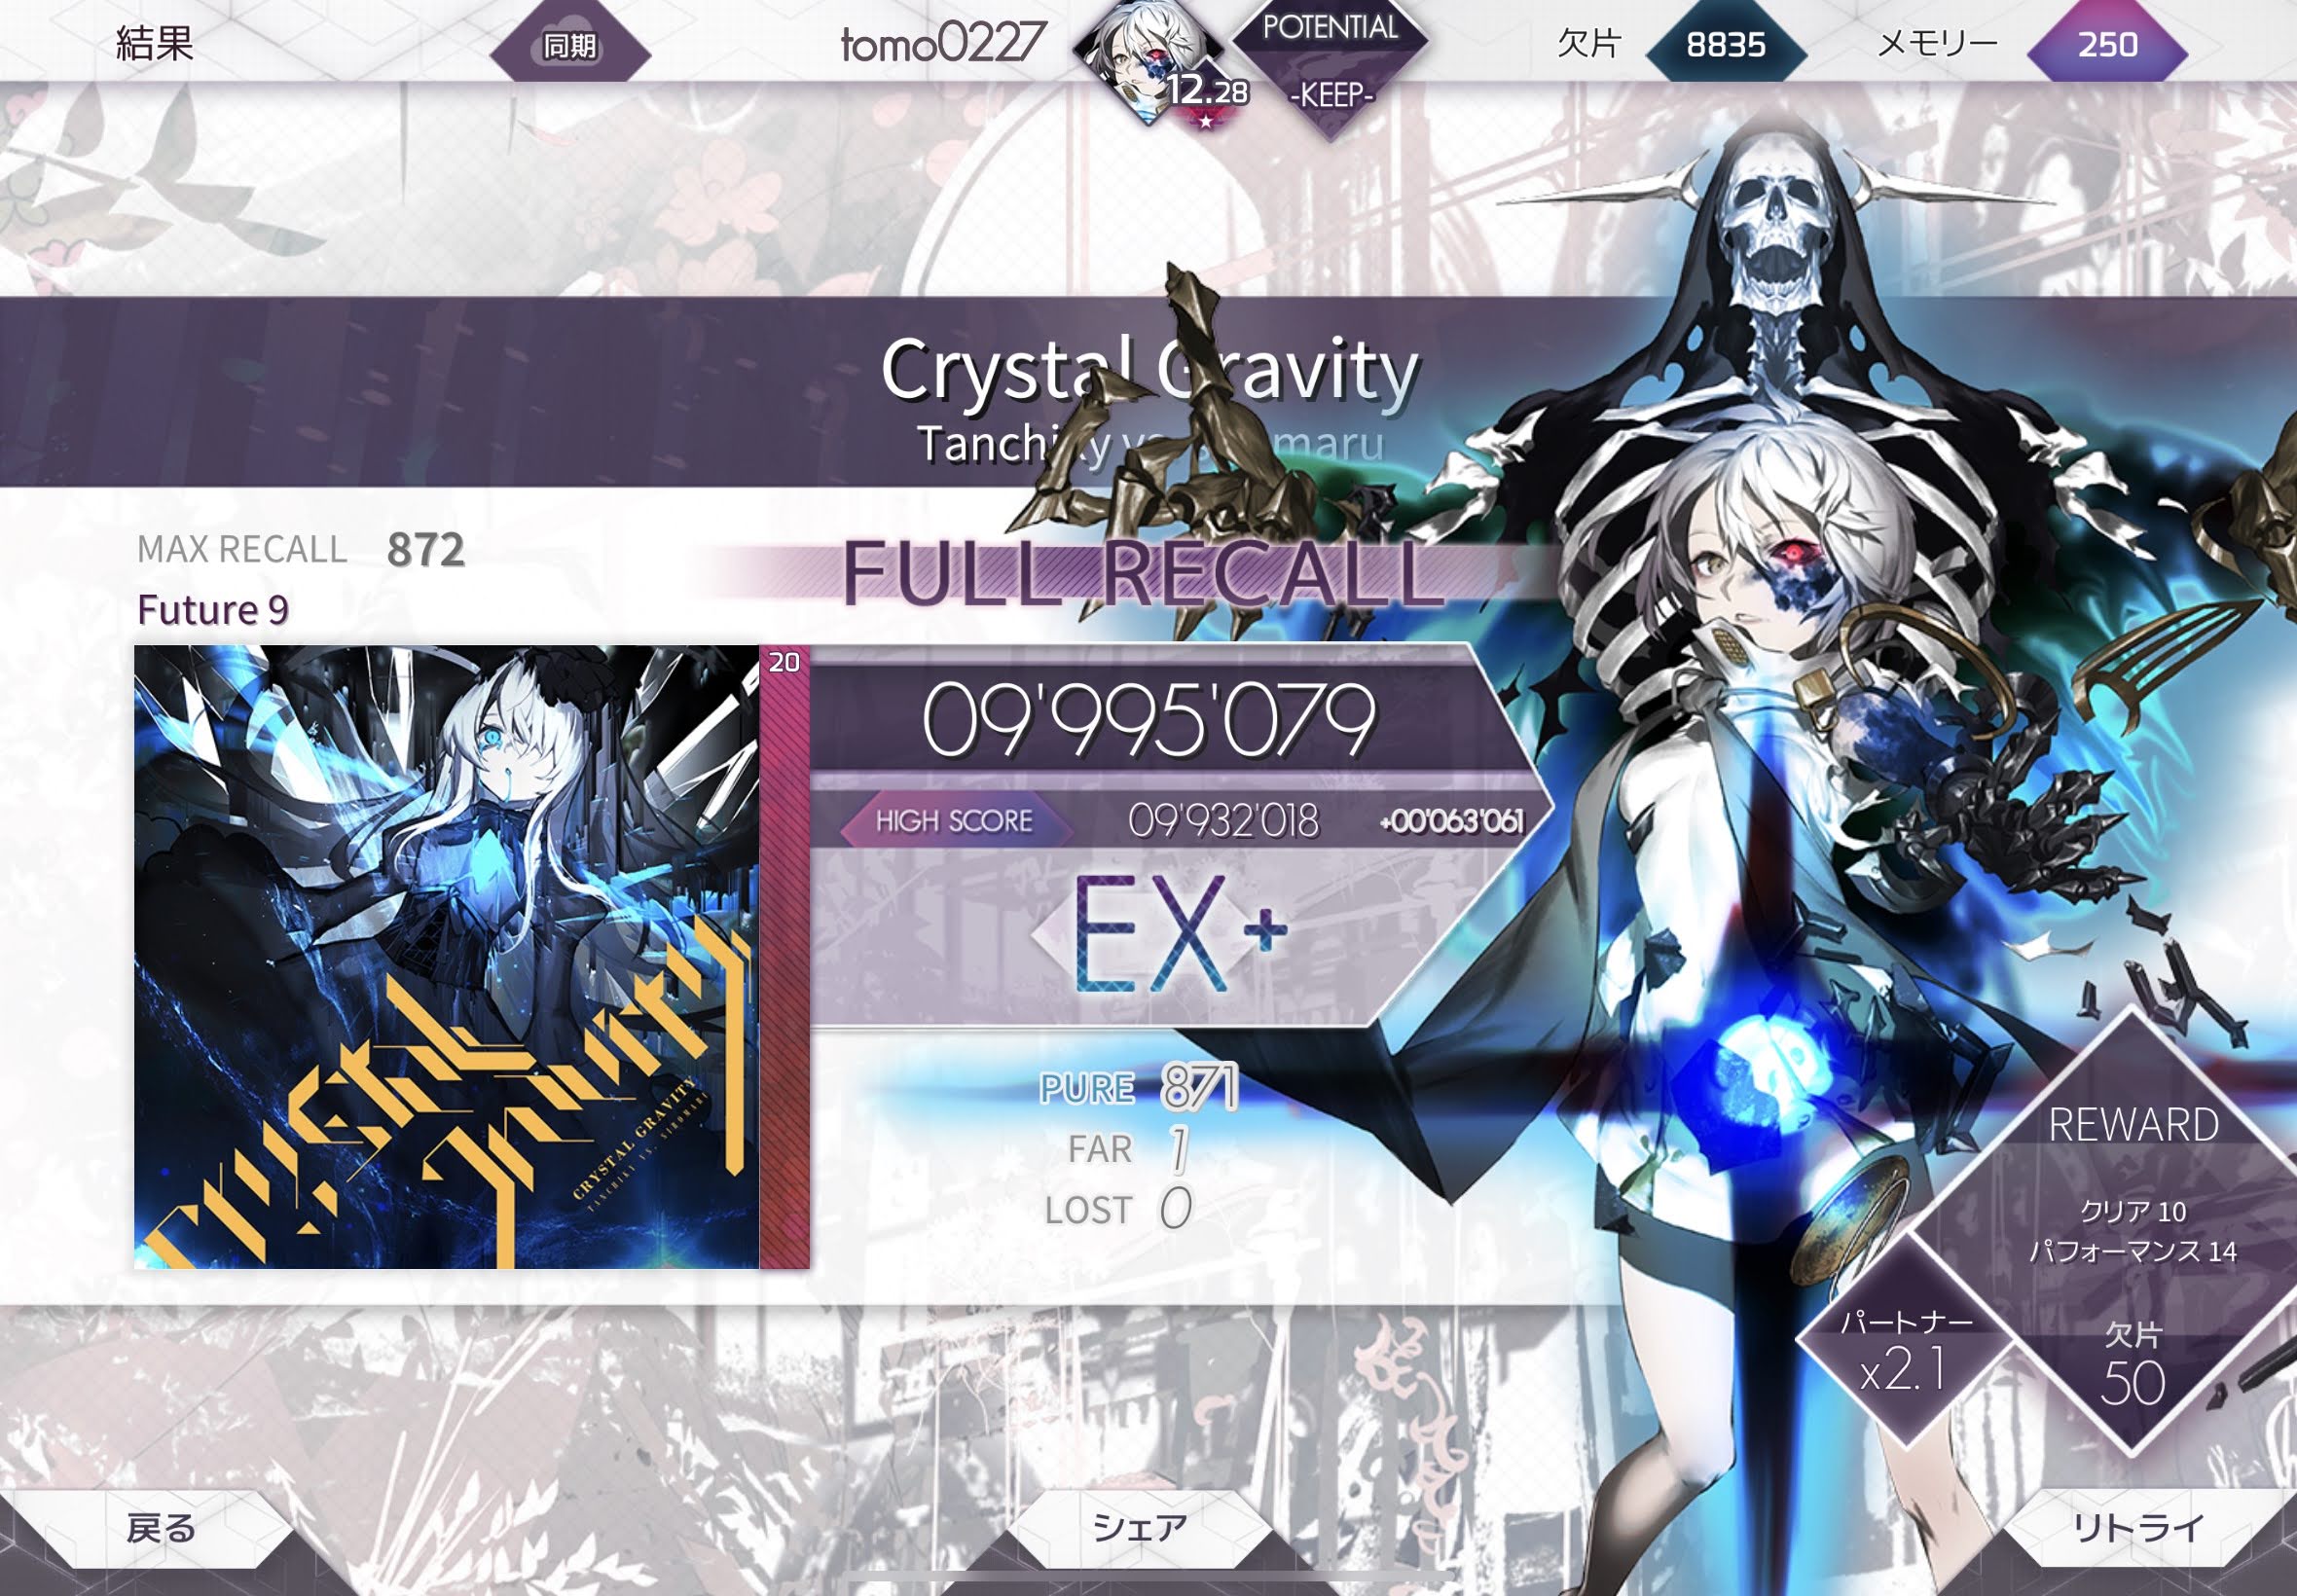 結果
同期
tomo0227
12.28
POTENTIAL
-KEEP-
欠片 8835
メモリー 250
Crystal Gravity
MAX RECALL 872
FULL RECALL
Future 9
20
09'995'079
HIGH SCORE 09'932'018 +00'063'061
EX+
PURE 871
FAR 1
LOST 0
CRYSTAL GRAVITY
REWARD
クリア 10
パフォーマンス 14
パートナー
x2.1
欠片
50
戻る
シェア
リトライ